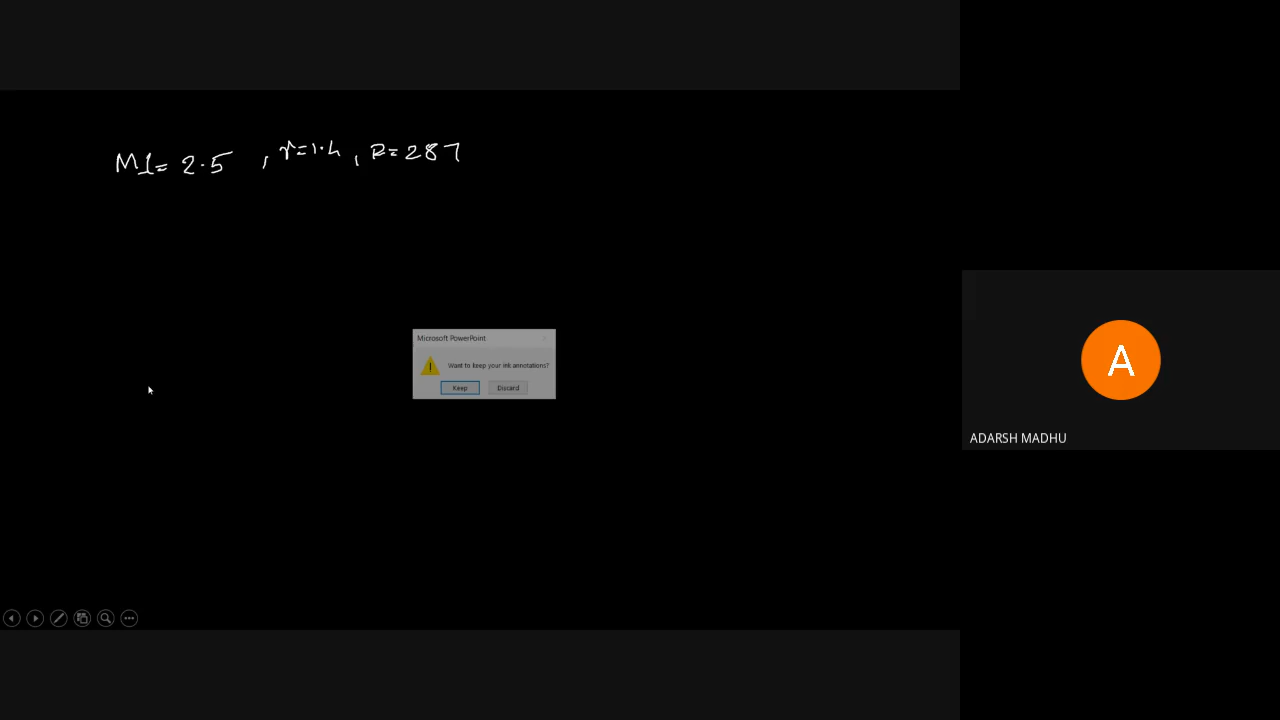 M1= 2.5 , γ=1.4 , R=287
Microsoft PowerPoint
Want to keep your ink annotations?
Keep Discard
A
ADARSH MADHU